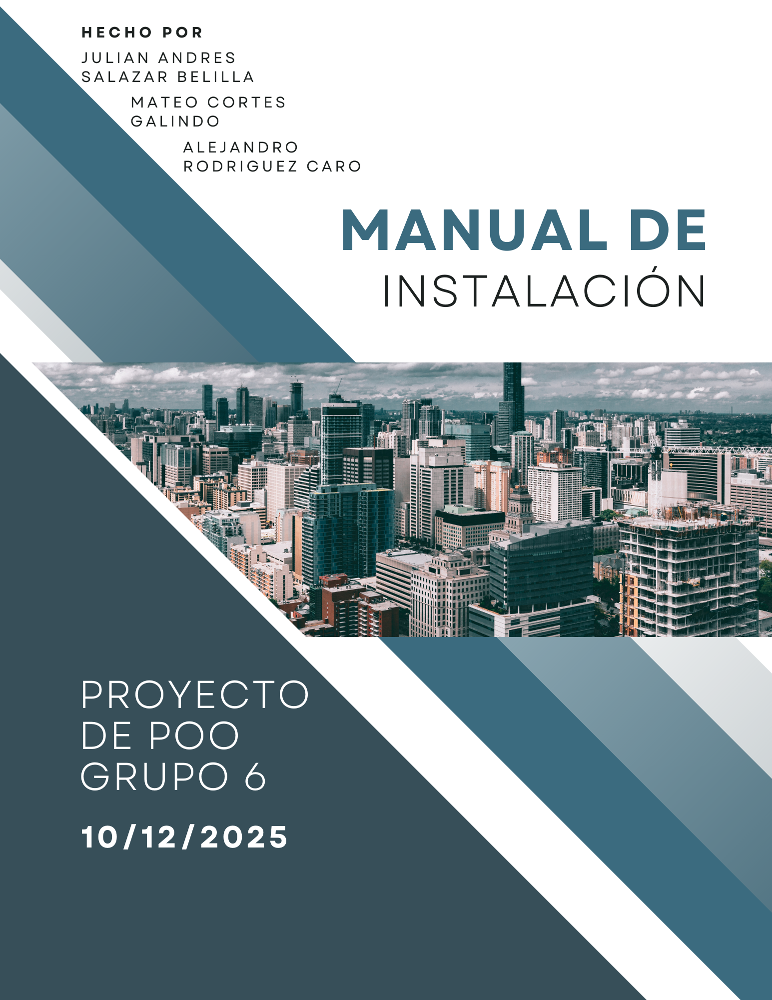 HECHO POR
JULIAN ANDRES
SALAZAR BELILLA
MATEO CORTES
GALINDO
ALEJANDRO
RODRIGUEZ CARO
MANUAL DE
INSTALACIÓN
PROYECTO
DE POO
GRUPO 6
10/12/2025